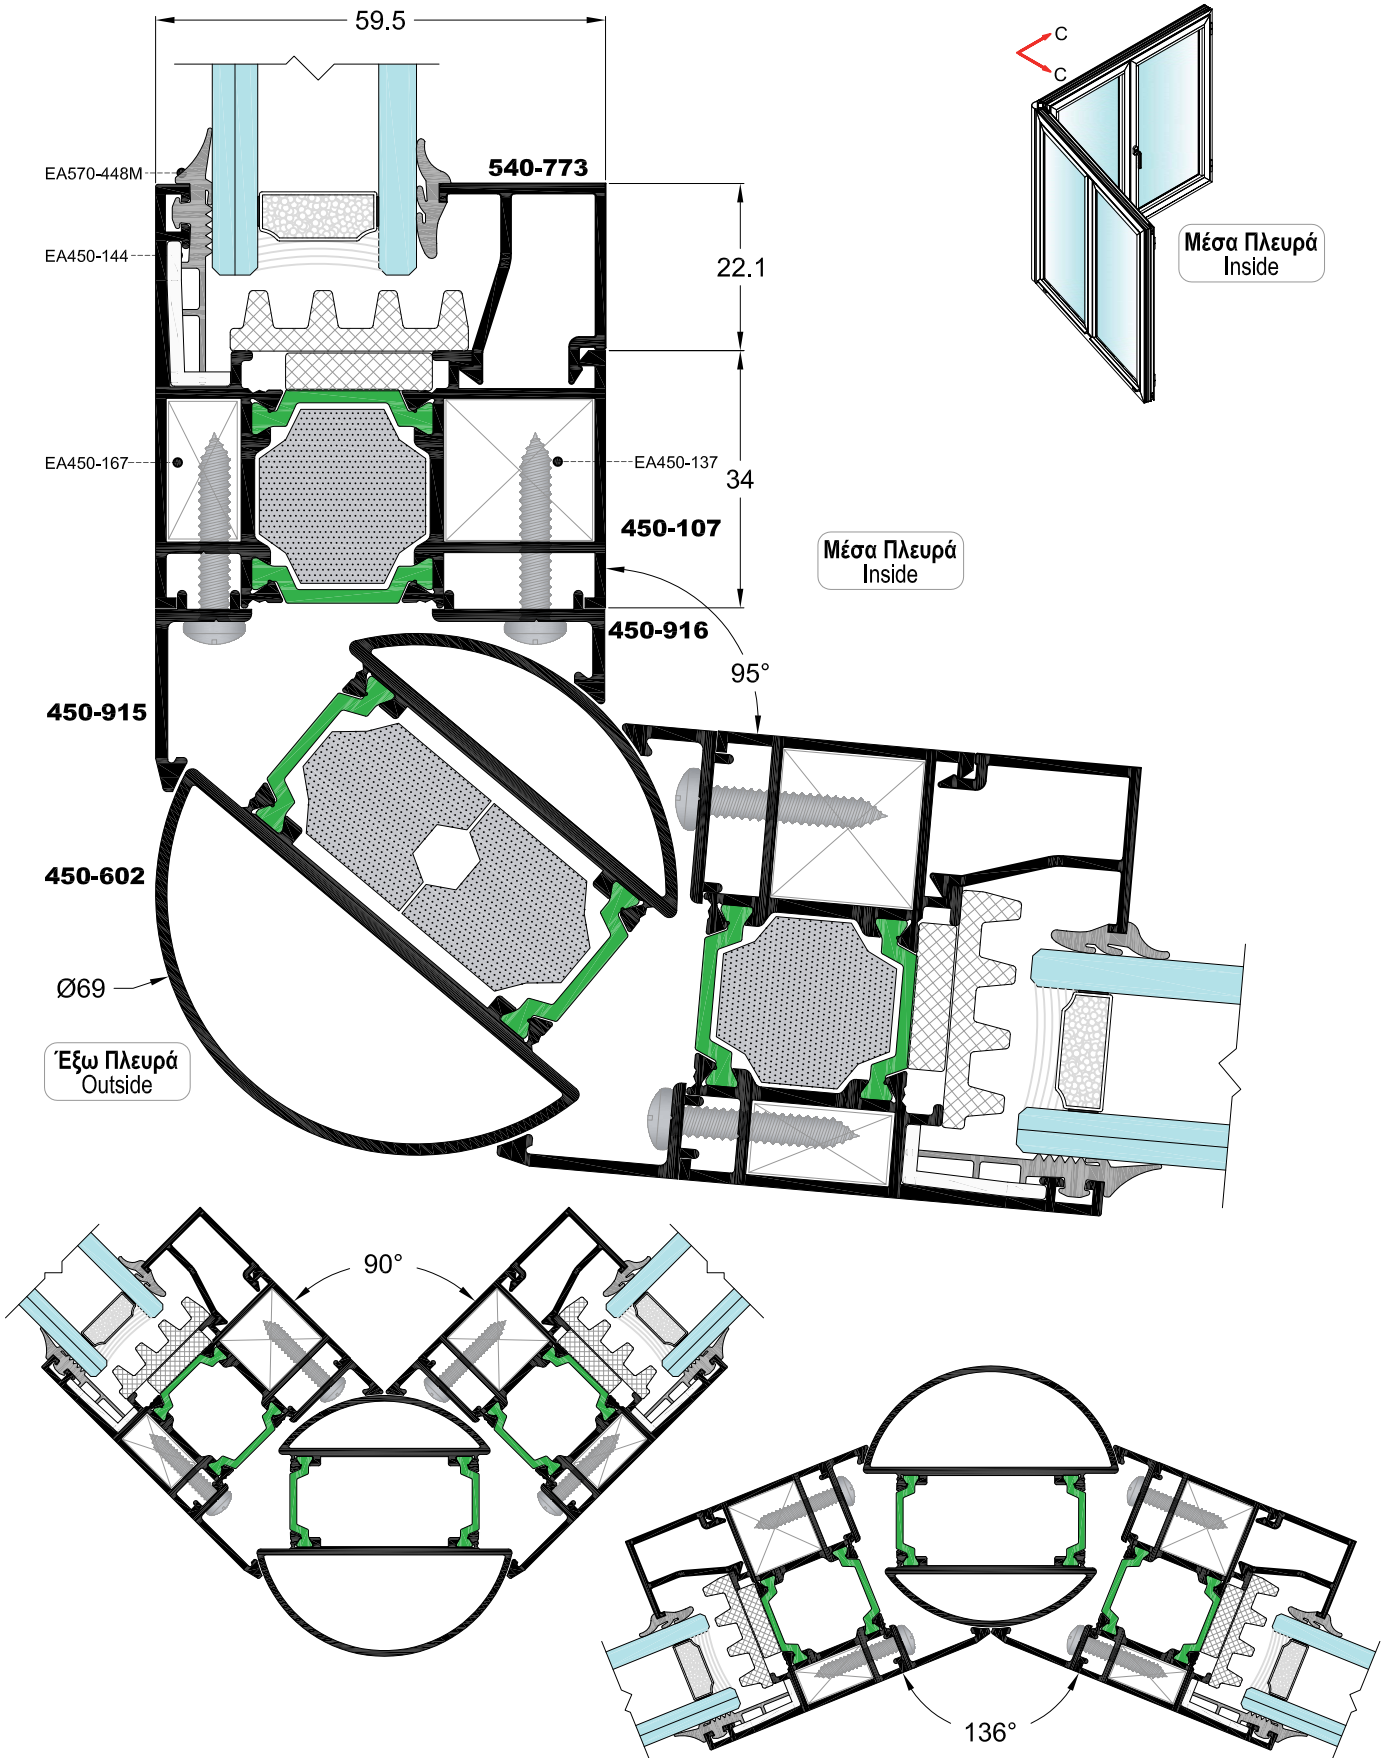 59.5
C
C
EA570-448M
540-773
Μέσα Πλευρά
Inside
EA450-144
22.1
EA450-167
EA450-137
34
450-107
Μέσα Πλευρά
Inside
450-916
95°
450-915
450-602
Ø69
Έξω Πλευρά
Outside
90°
136°